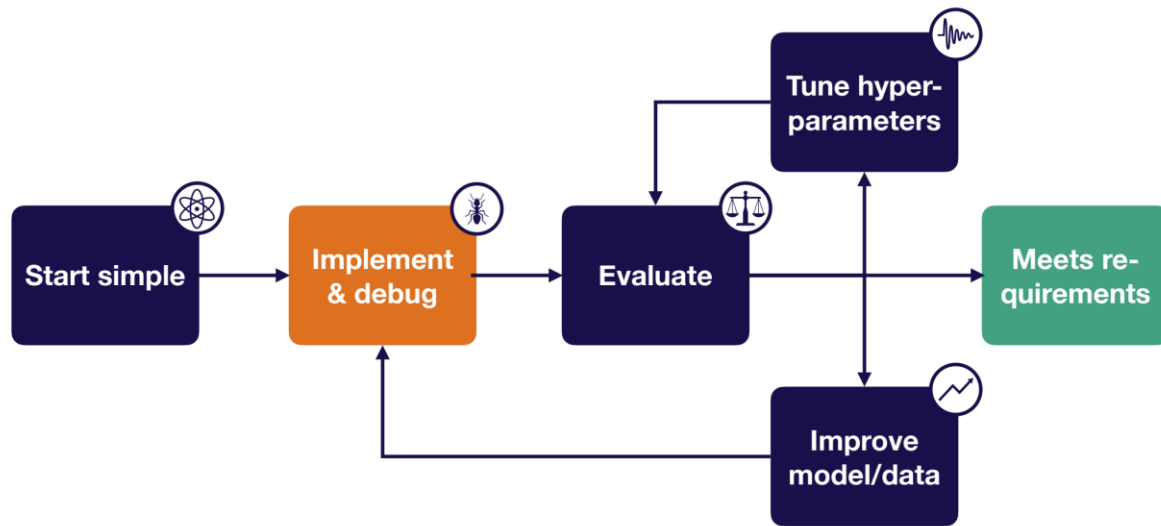 Start simple
Implement
& debug
Evaluate
Tune hyper-
parameters
Improve
model/data
Meets re-
quirements